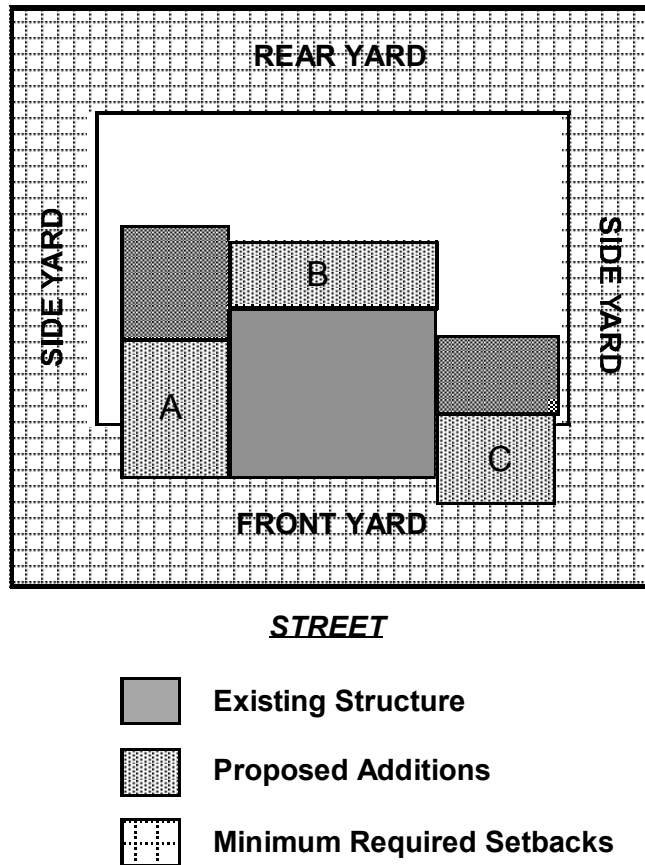 REAR YARD
SIDE YARD
SIDE YARD
B
A
C
FRONT YARD
STREET
Existing Structure
Proposed Additions
Minimum Required Setbacks